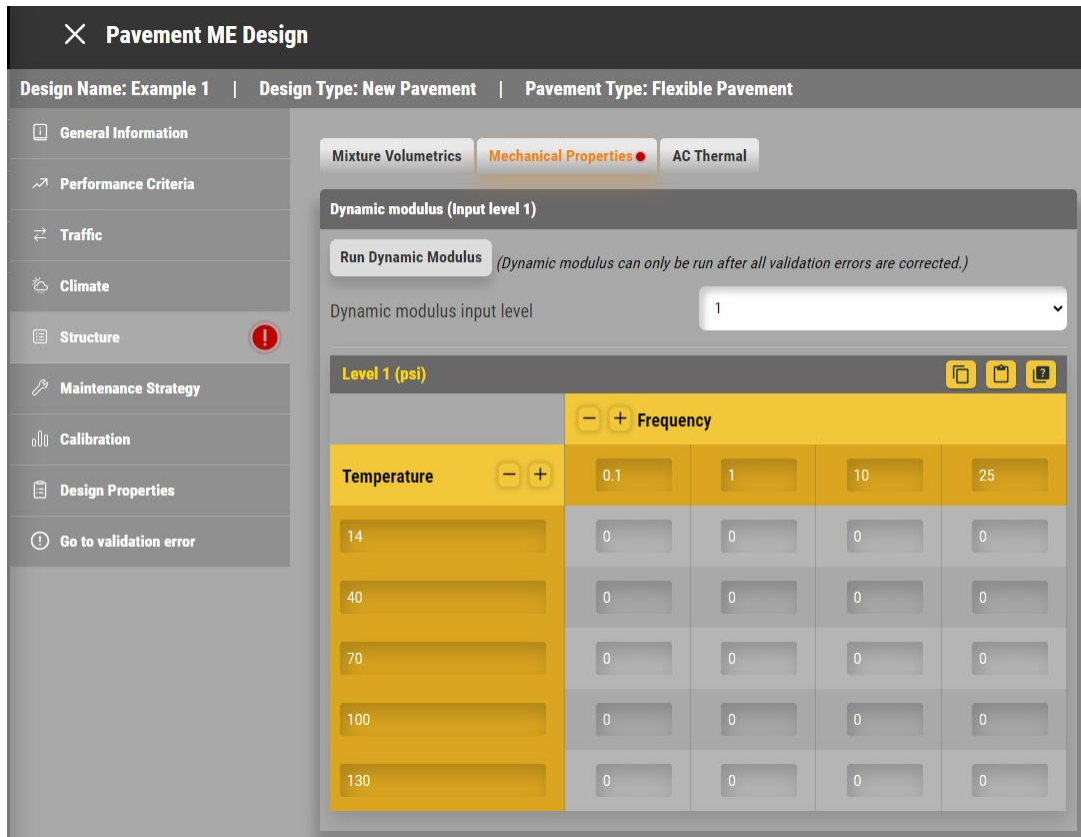 Pavement ME Design
Design Name: Example 1 | Design Type: New Pavement | Pavement Type: Flexible Pavement
General Information
Performance Criteria
Traffic
Climate
Structure
Maintenance Strategy
Calibration
Design Properties
Go to validation error
Mixture Volumetrics Mechanical Properties AC Thermal
Dynamic modulus (Input level 1)
Run Dynamic Modulus (Dynamic modulus can only be run after all validation errors are corrected.)
Dynamic modulus input level 1
Level 1 (psi)
− + Frequency
Temperature − + 0.1 1 10 25
14 0 0 0 0
40 0 0 0 0
70 0 0 0 0
100 0 0 0 0
130 0 0 0 0